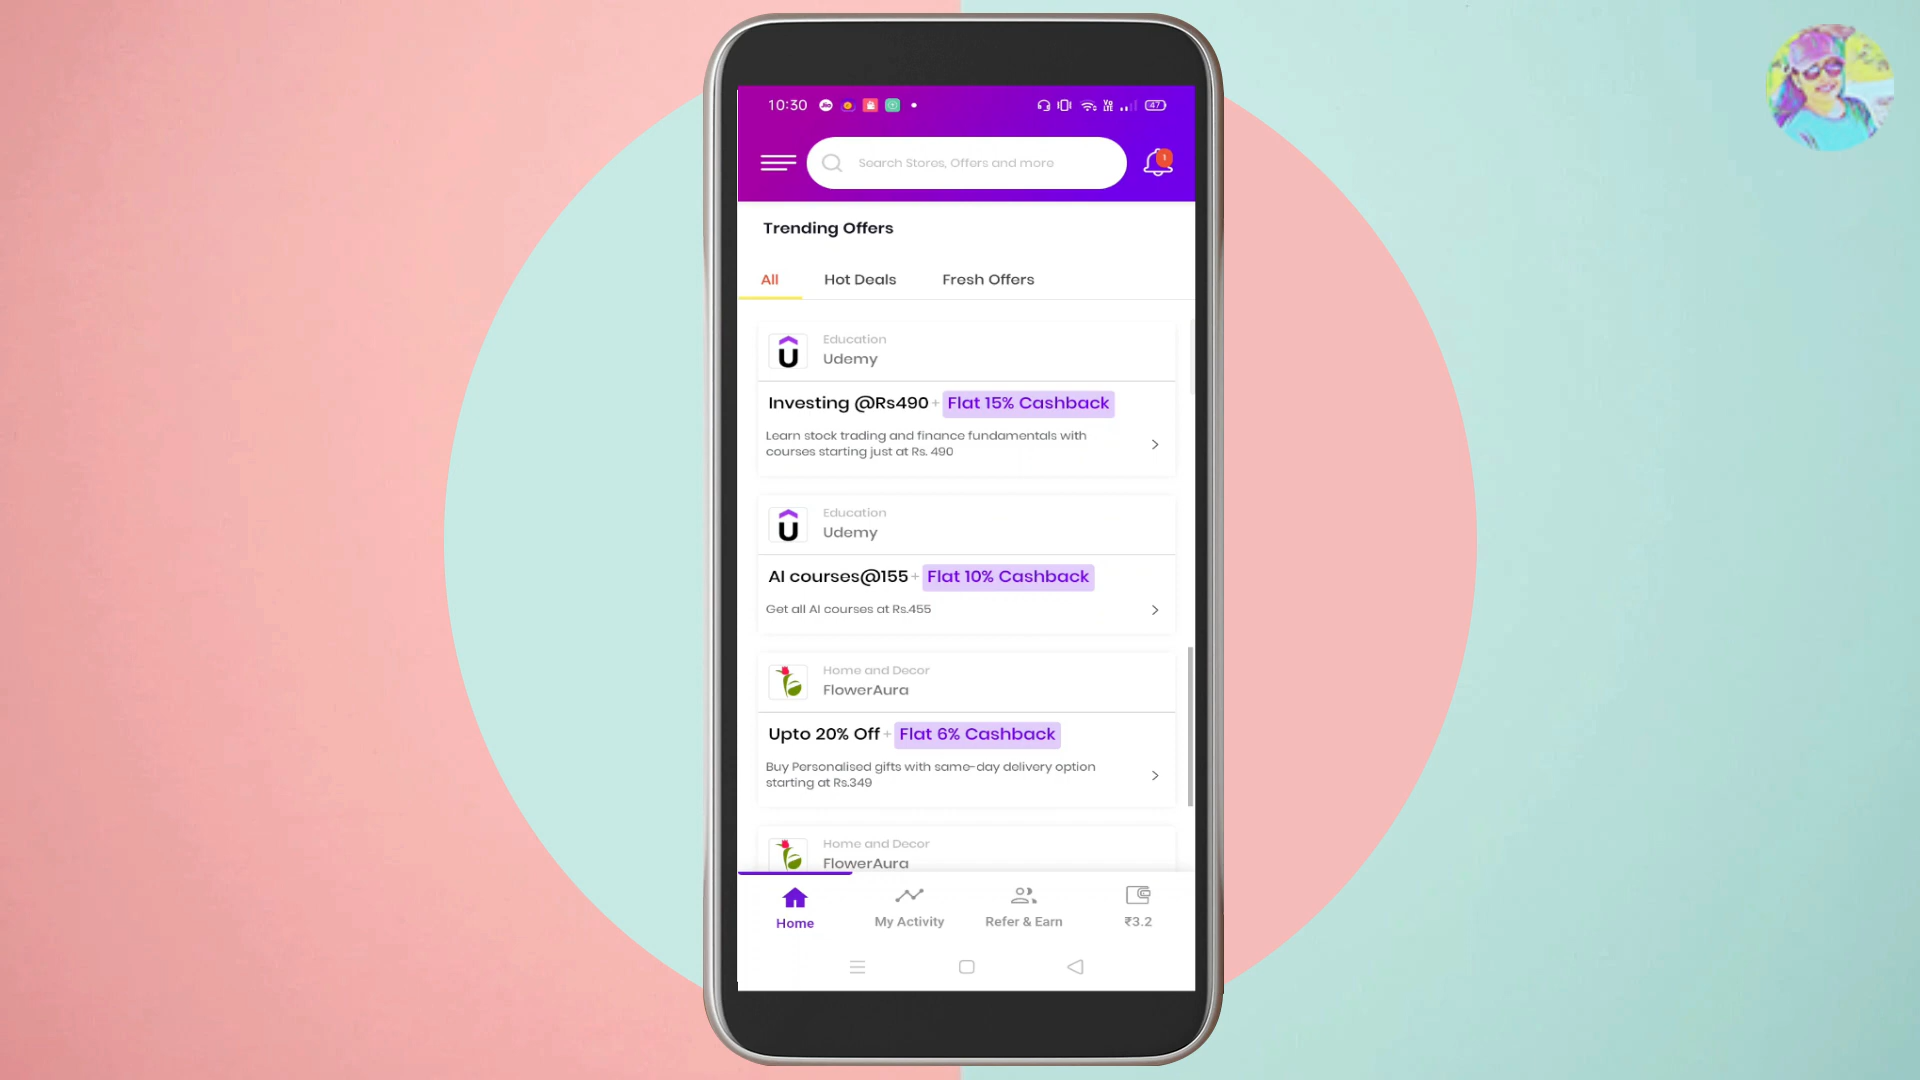 10:30
47
Search Stores, Offers and more
1
Trending Offers
All Hot Deals Fresh Offers
Education
Udemy
Investing @Rs490 + Flat 15% Cashback
Learn stock trading and finance fundamentals with
courses starting just at Rs. 490
Education
Udemy
AI courses@155 + Flat 10% Cashback
Get all AI courses at Rs.455
Home and Decor
FlowerAura
Upto 20% Off + Flat 6% Cashback
Buy Personalised gifts with same-day delivery option
starting at Rs.349
Home and Decor
FlowerAura
Home My Activity Refer & Earn ₹3.2